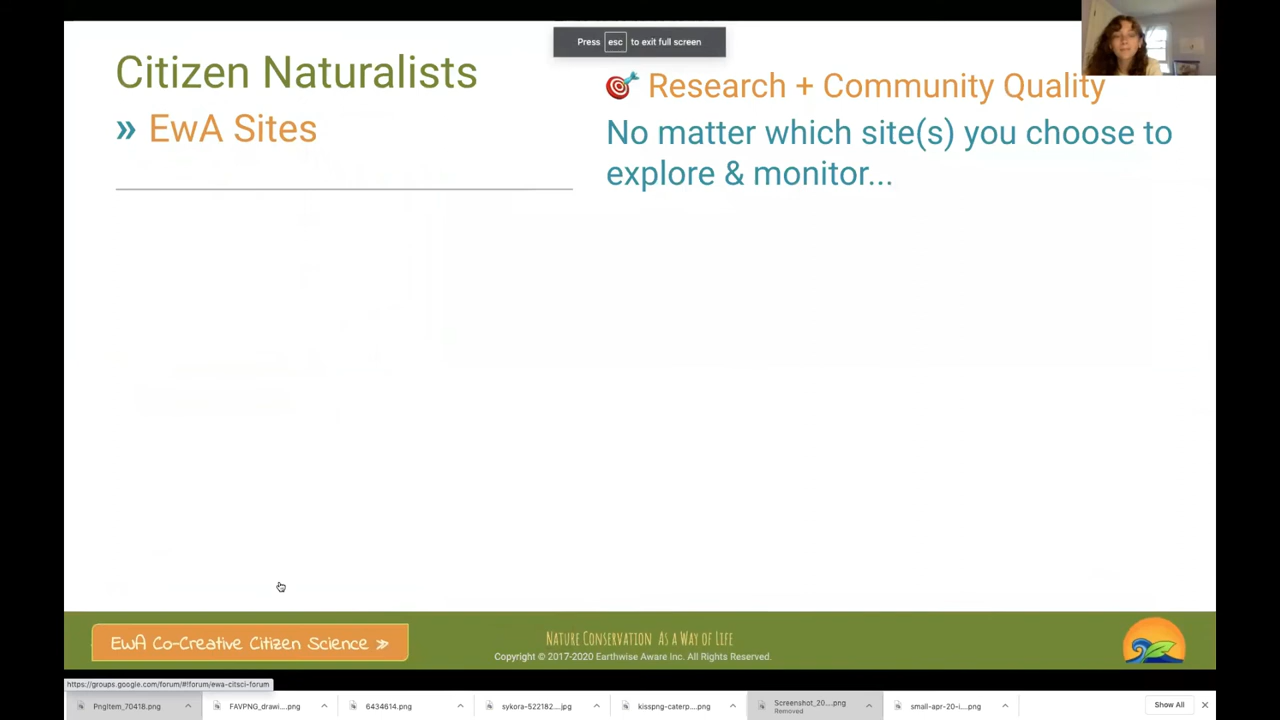 Press esc to exit full screen
Citizen Naturalists
» EwA Sites
🎯 Research + Community Quality
No matter which site(s) you choose to
explore & monitor...
EwA Co-Creative Citizen Science »
Nature Conservation As a Way of Life
Copyright © 2017-2020 Earthwise Aware Inc. All Rights Reserved.
https://groups.google.com/forum/#!forum/ewa-citsci-forum
PngItem_70418.png
FAVPNG_drawi....png
6434614.png
sykora-522182....jpg
kisspng-caterp....png
Screenshot_20....png
Removed
small-apr-20-i....png
Show All